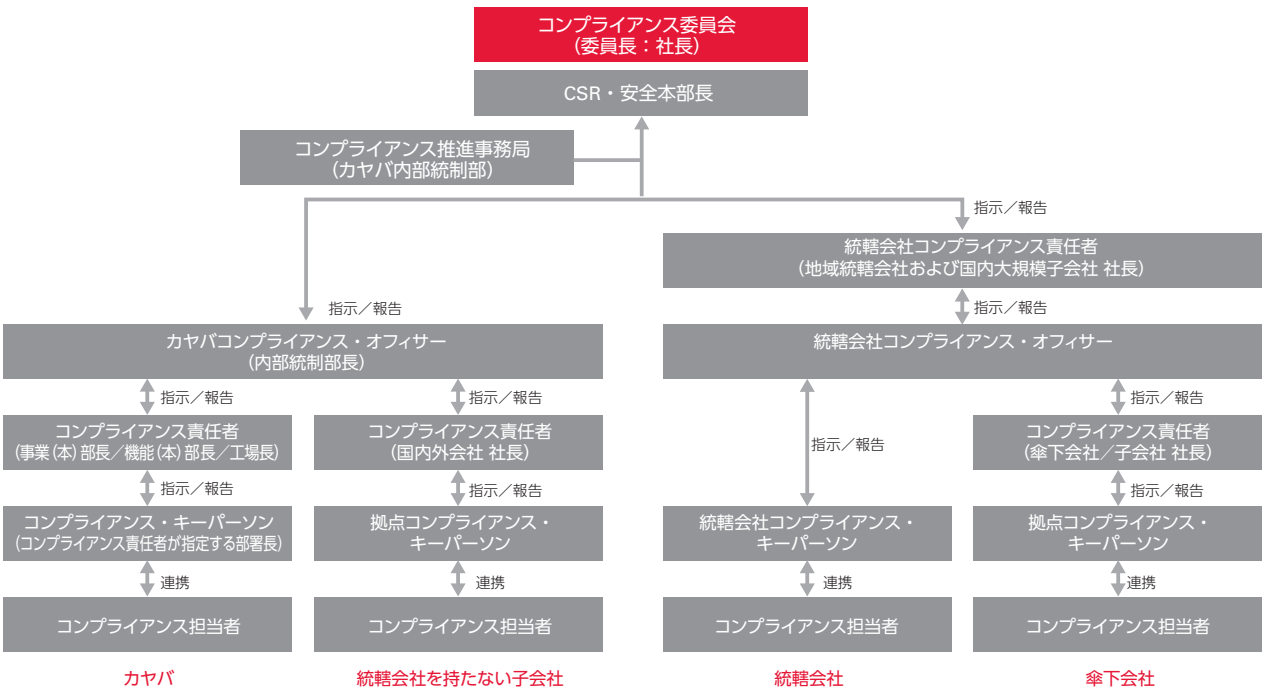 コンプライアンス委員会
(委員長：社長)
CSR・安全本部長
コンプライアンス推進事務局
(カヤバ内部統制部)
指示／報告
統轄会社コンプライアンス責任者
(地域統轄会社および国内大規模子会社 社長)
指示／報告
指示／報告
カヤバコンプライアンス・オフィサー
(内部統制部長)
統轄会社コンプライアンス・オフィサー
指示／報告
指示／報告
指示／報告
コンプライアンス責任者
(事業(本)部長／機能(本)部長／工場長)
コンプライアンス責任者
(国内外会社 社長)
指示／報告
コンプライアンス責任者
(傘下会社／子会社 社長)
指示／報告
指示／報告
指示／報告
コンプライアンス・キーパーソン
(コンプライアンス責任者が指定する部署長)
拠点コンプライアンス・
キーパーソン
統轄会社コンプライアンス・
キーパーソン
拠点コンプライアンス・
キーパーソン
連携
連携
連携
連携
コンプライアンス担当者
コンプライアンス担当者
コンプライアンス担当者
コンプライアンス担当者
カヤバ
統轄会社を持たない子会社
統轄会社
傘下会社